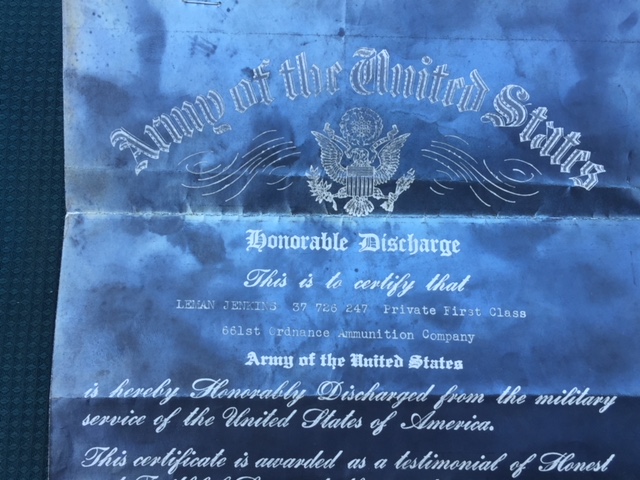 Army of the United States
Honorable Discharge
This is to certify that
LEMAN JENKINS 37 726 247 Private First Class
661st Ordnance Ammunition Company
Army of the United States
is hereby Honorably Discharged from the military
service of the United States of America.
This certificate is awarded as a testimonial of Honest